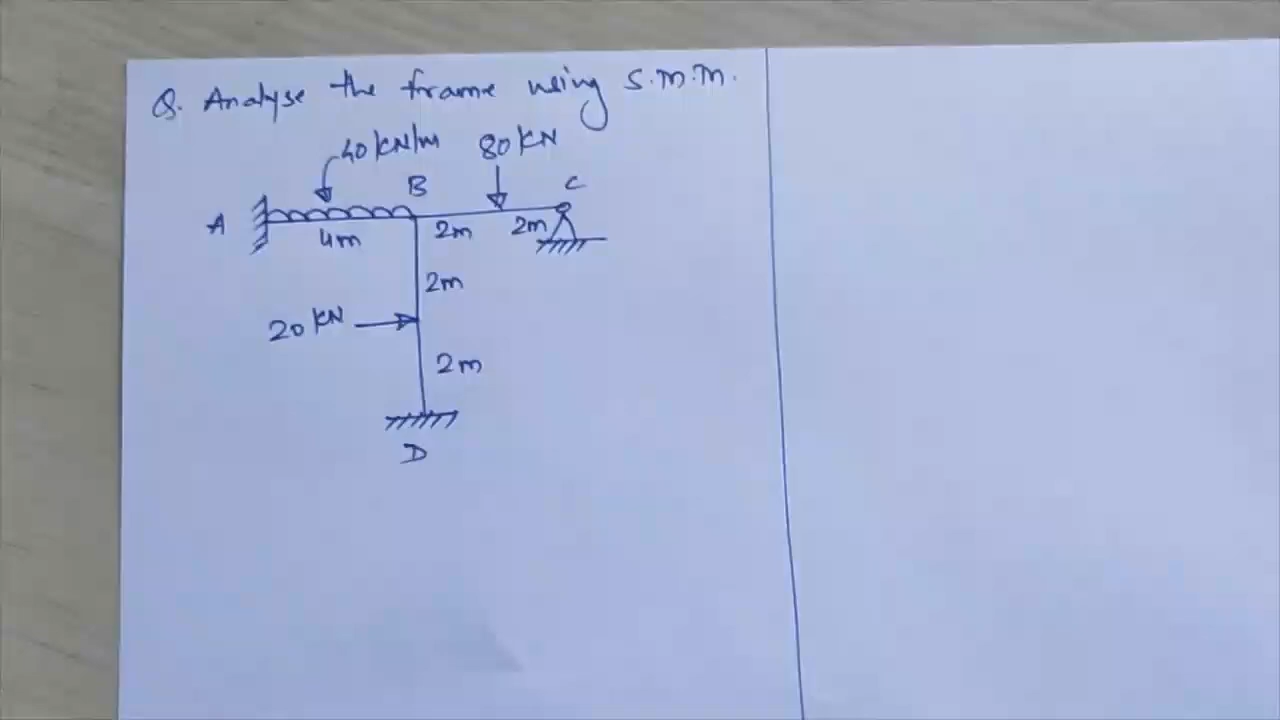 Q. Analyse the frame using S.M.M.
40 KN/m 80 KN
B C
A
4m 2m 2m
2m
20 KN
2m
D